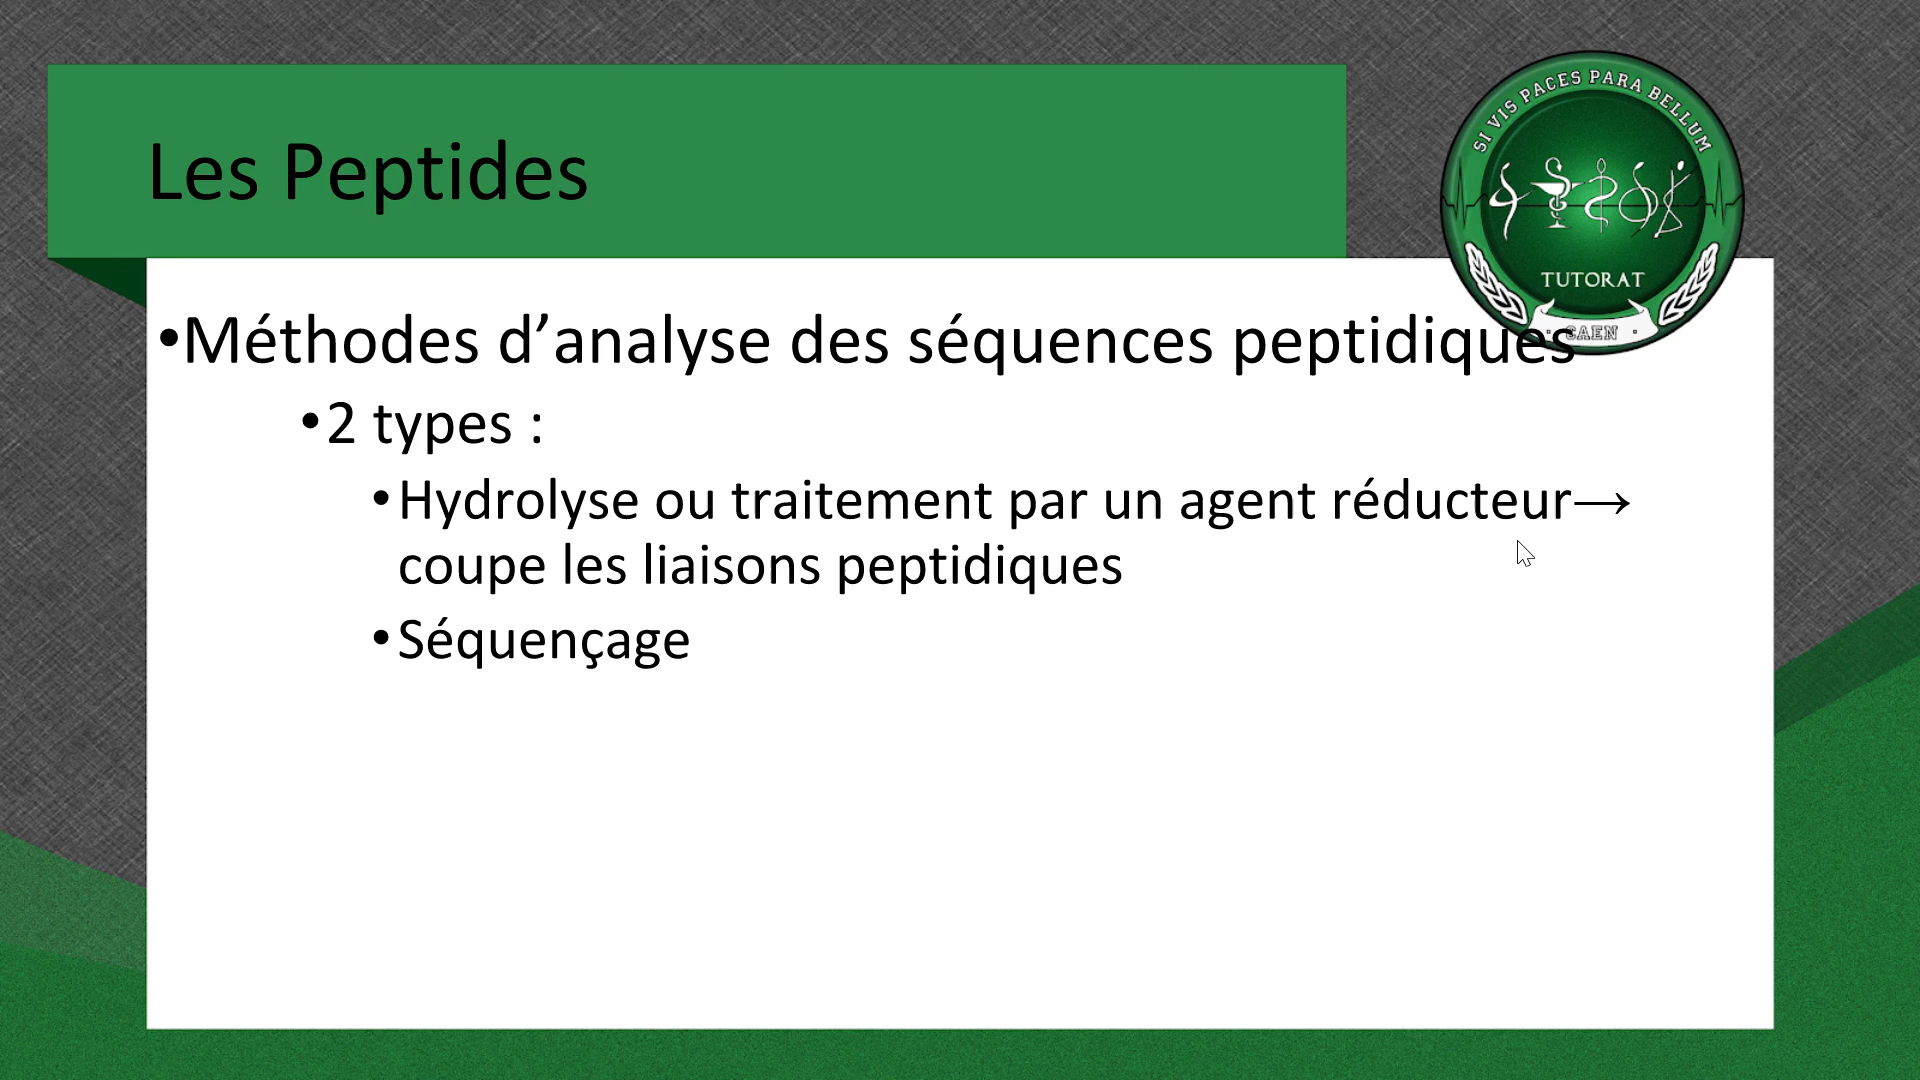 SI VIS PACES PARA BELLUM
Les Peptides
TUTORAT
CAEN
•Méthodes d’analyse des séquences peptidiques
•2 types :
•Hydrolyse ou traitement par un agent réducteur→
coupe les liaisons peptidiques
•Séquençage